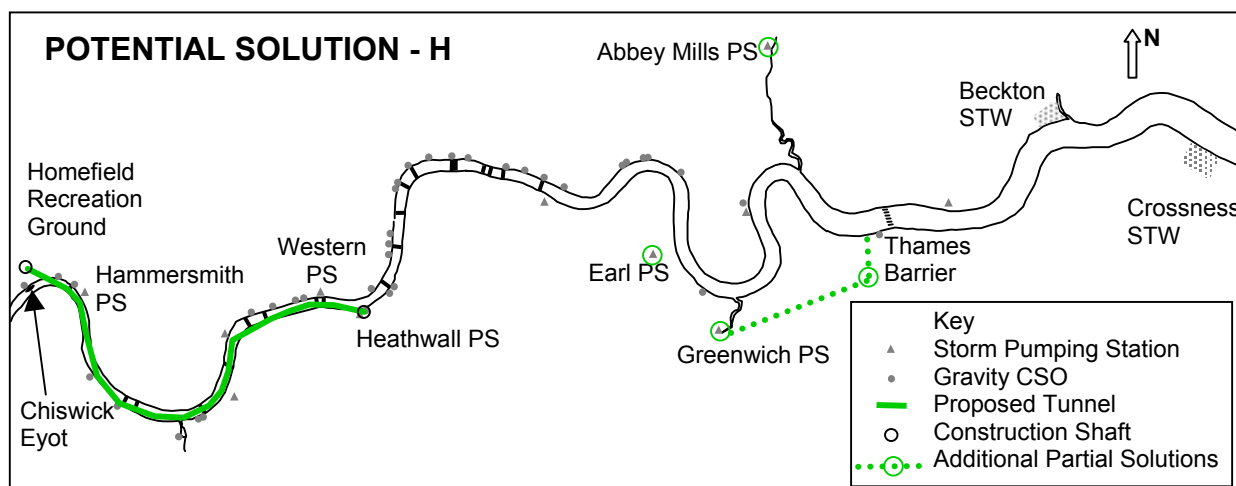 POTENTIAL SOLUTION - H
Abbey Mills PS
N
Beckton
STW
Homefield
Recreation
Ground
Crossness
STW
Western
PS
Hammersmith
PS
Earl PS
Thames
Barrier
Heathwall PS
Greenwich PS
Chiswick
Eyot
Key
Storm Pumping Station
Gravity CSO
Proposed Tunnel
Construction Shaft
Additional Partial Solutions